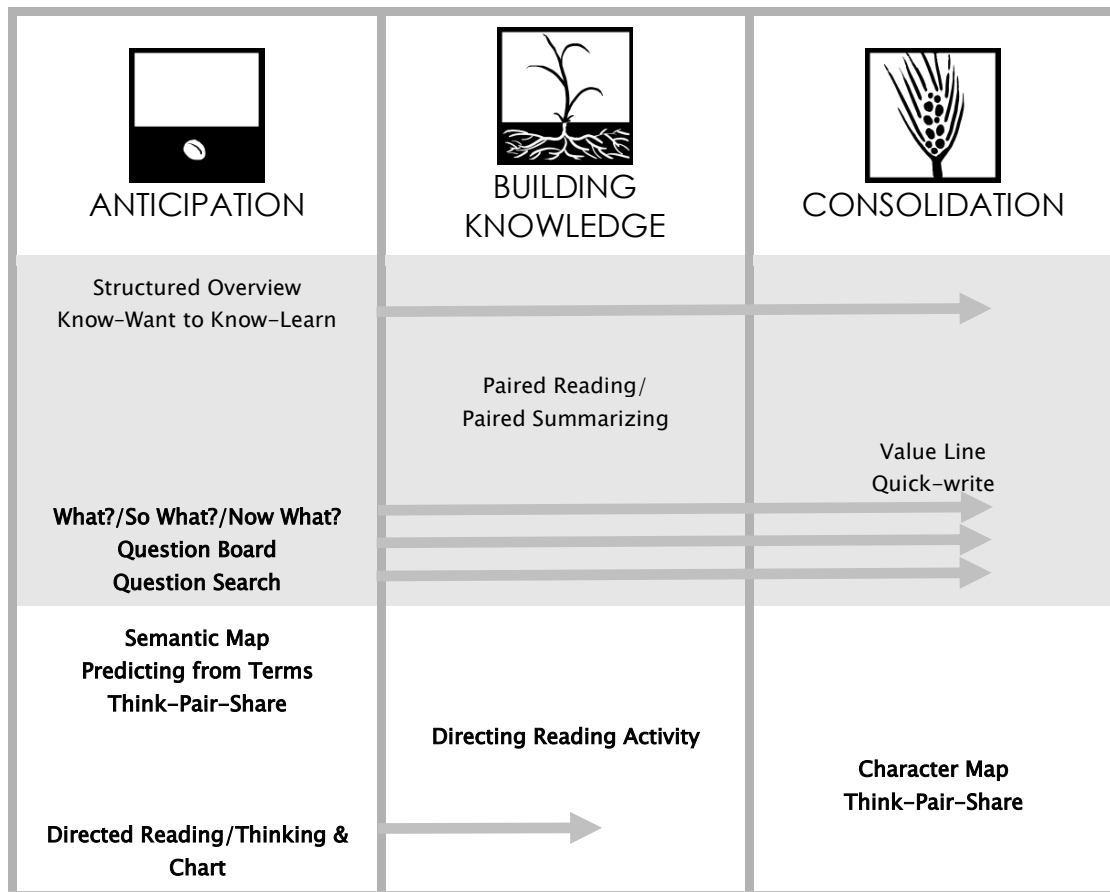 ANTICIPATION
BUILDING
KNOWLEDGE
CONSOLIDATION
Structured Overview
Know-Want to Know-Learn
Paired Reading/
Paired Summarizing
Value Line
Quick-write
What?/So What?/Now What?
Question Board
Question Search
Semantic Map
Predicting from Terms
Think-Pair-Share
Directing Reading Activity
Character Map
Think-Pair-Share
Directed Reading/Thinking &
Chart